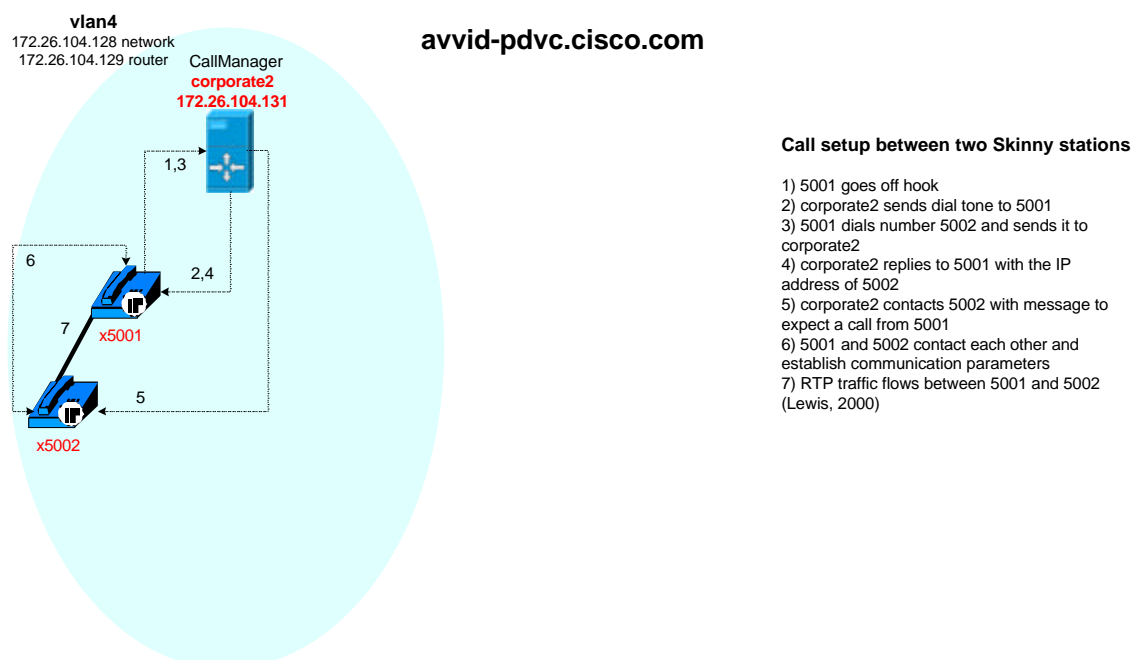 vlan4
172.26.104.128 network
172.26.104.129 router
CallManager
corporate2
172.26.104.131
avvid-pdvc.cisco.com
1,3
6
2,4
IP
x5001
7
5
IP
x5002
Call setup between two Skinny stations
1) 5001 goes off hook
2) corporate2 sends dial tone to 5001
3) 5001 dials number 5002 and sends it to
corporate2
4) corporate2 replies to 5001 with the IP
address of 5002
5) corporate2 contacts 5002 with message to
expect a call from 5001
6) 5001 and 5002 contact each other and
establish communication parameters
7) RTP traffic flows between 5001 and 5002
(Lewis, 2000)